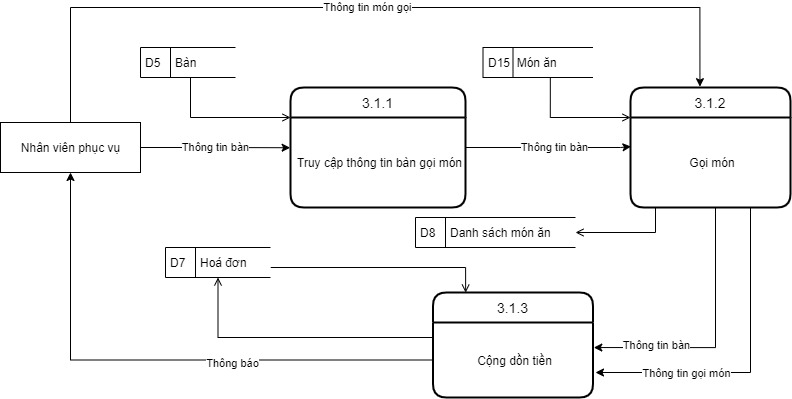 Thông tin món gọi
D5 Bàn
D15 Món ăn
3.1.1
3.1.2
Nhân viên phục vụ
Thông tin bàn
Truy cập thông tin bản gọi món
Thông tin bàn
Gọi món
D8 Danh sách món ăn
D7 Hoá đơn
3.1.3
Thông tin bàn
Thông báo
Cộng dồn tiền
Thông tin gọi món